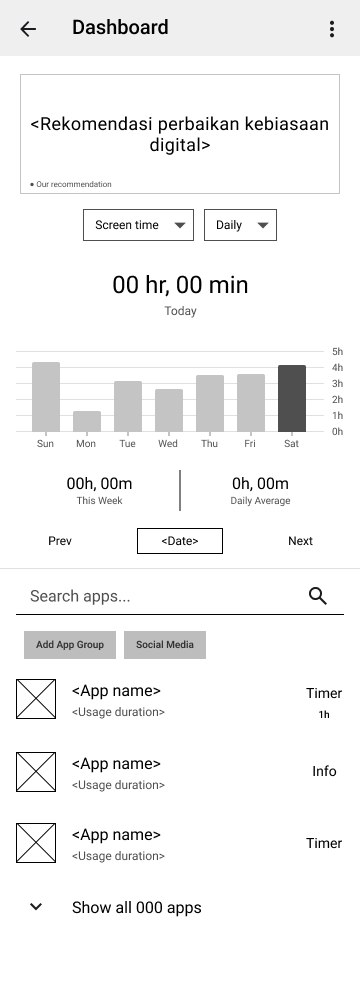 Dashboard
<Rekomendasi perbaikan kebiasaan
digital>
● Our recommendation
Screen time
Daily
00 hr, 00 min
Today
5h
4h
3h
2h
1h
0h
Sun Mon Tue Wed Thu Fri Sat
00h, 00m
This Week
0h, 00m
Daily Average
Prev
<Date>
Next
Search apps...
Add App Group
Social Media
<App name>
<Usage duration>
Timer
1h
<App name>
<Usage duration>
Info
<App name>
<Usage duration>
Timer
Show all 000 apps